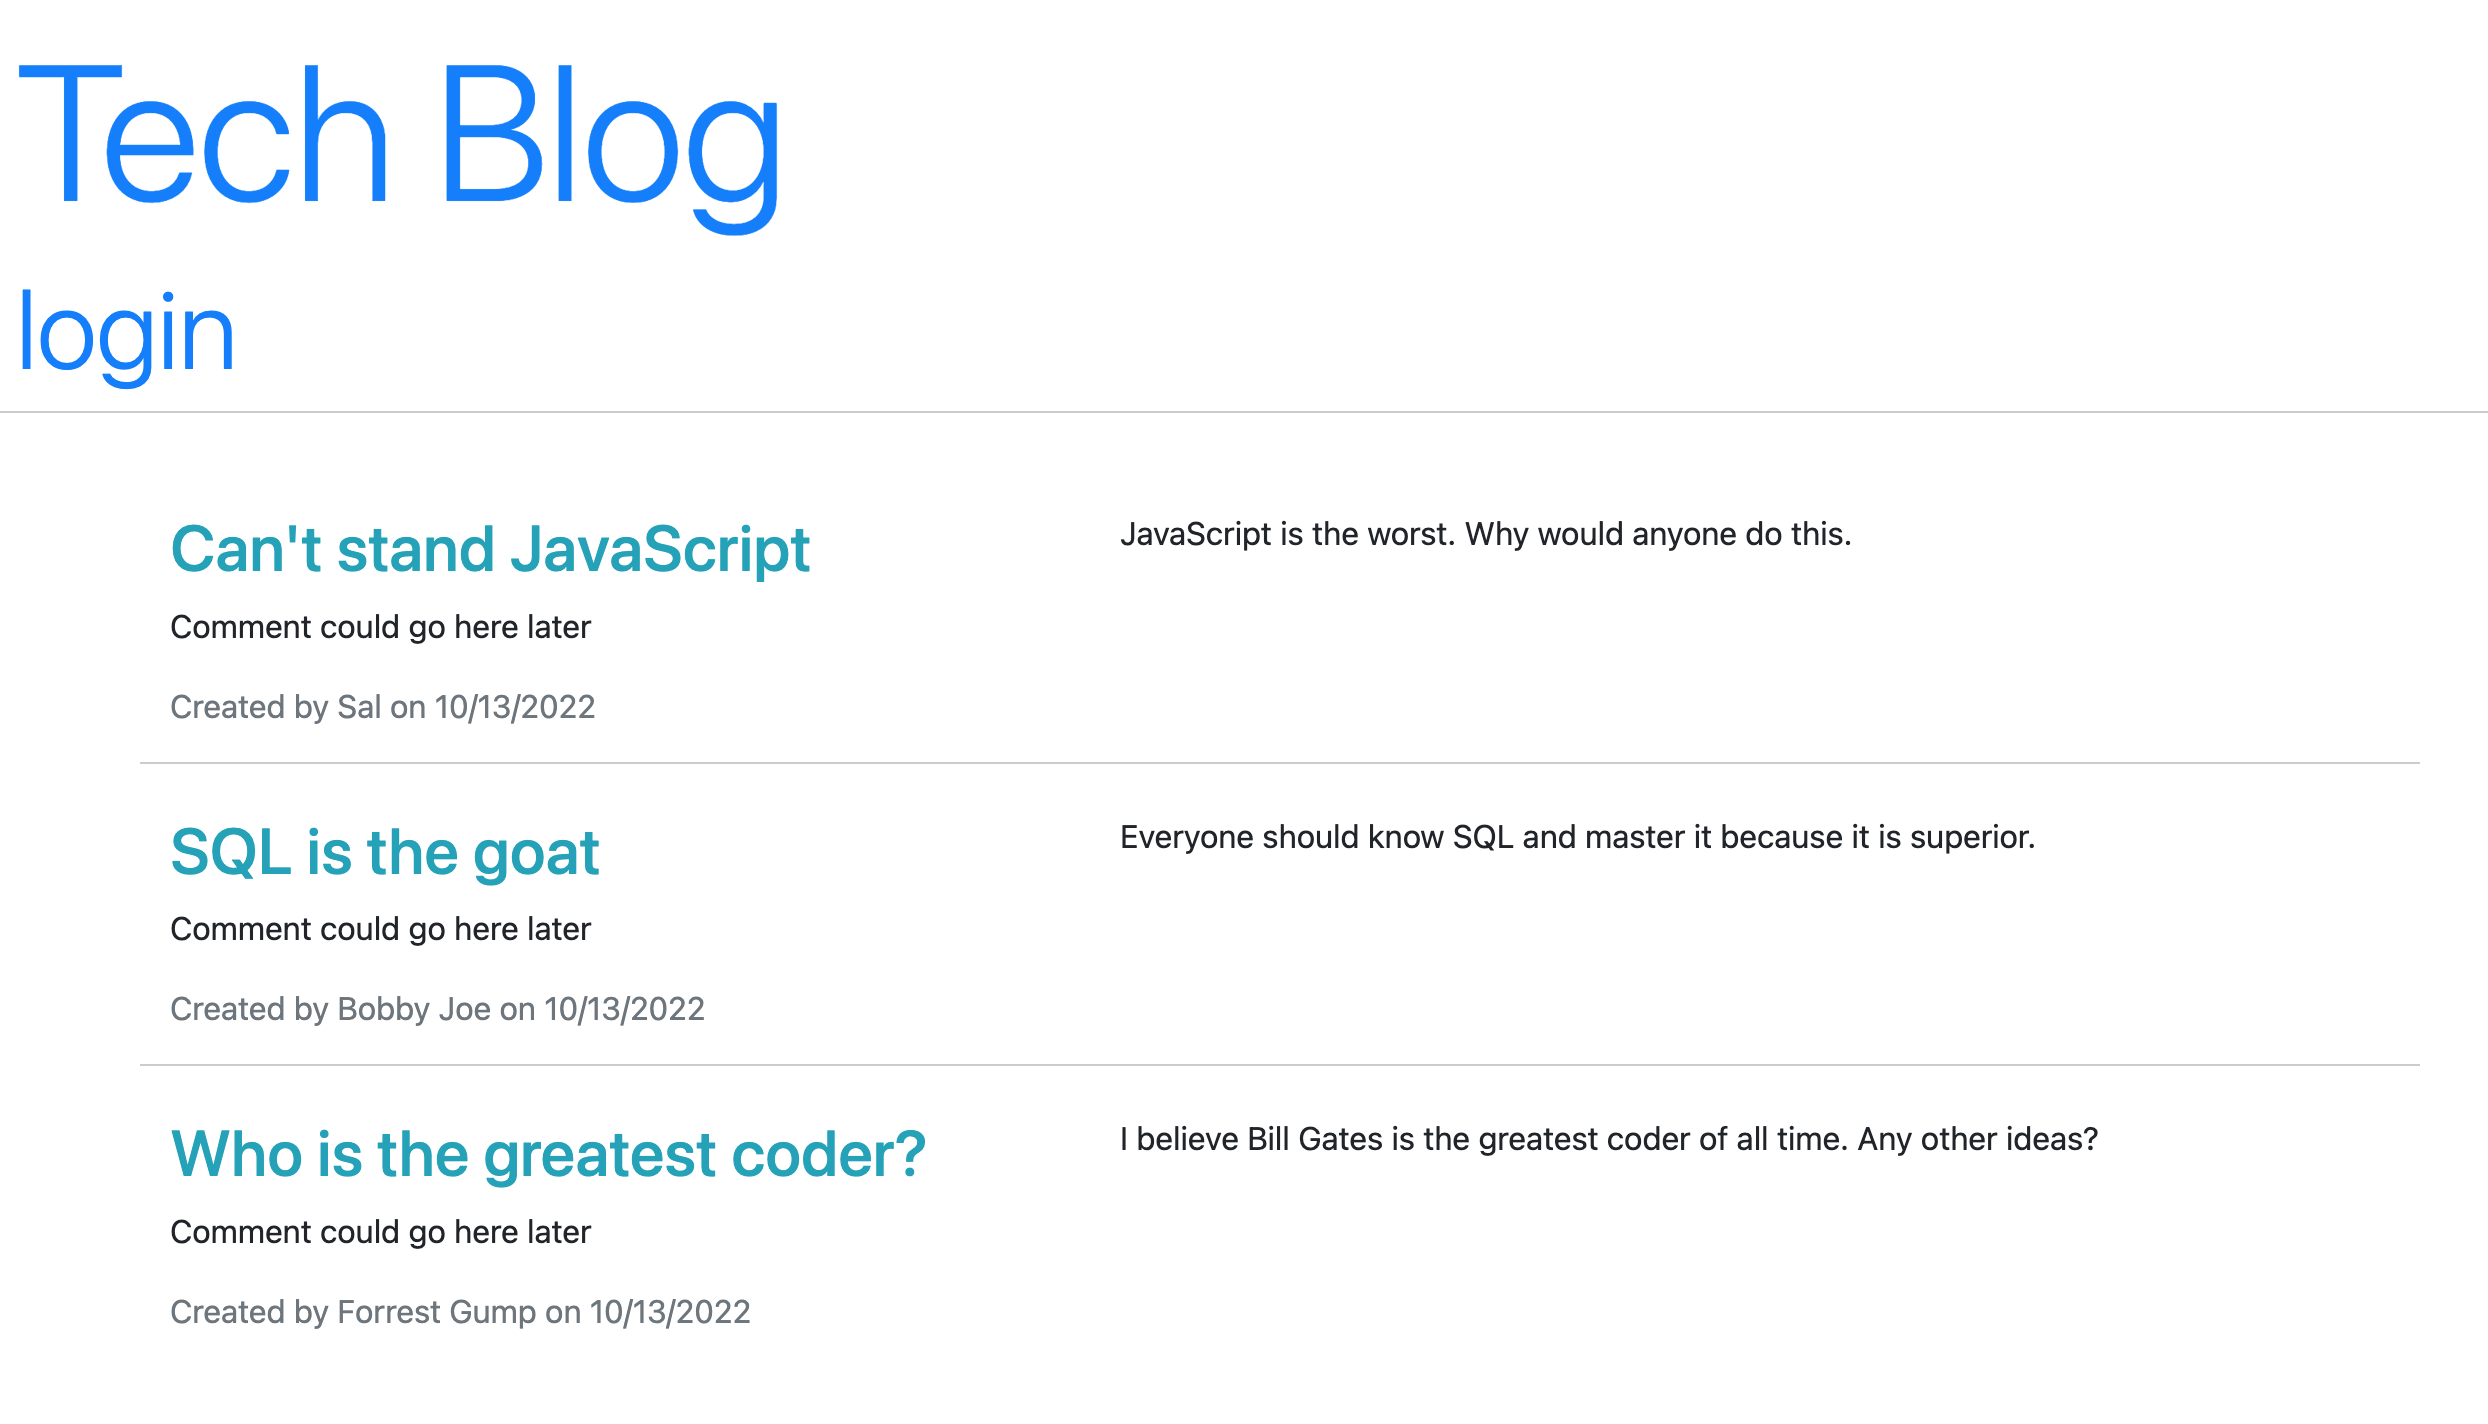 Tech Blog
login
Can't stand JavaScript
JavaScript is the worst. Why would anyone do this.
Comment could go here later
Created by Sal on 10/13/2022
SQL is the goat
Everyone should know SQL and master it because it is superior.
Comment could go here later
Created by Bobby Joe on 10/13/2022
Who is the greatest coder?
I believe Bill Gates is the greatest coder of all time. Any other ideas?
Comment could go here later
Created by Forrest Gump on 10/13/2022